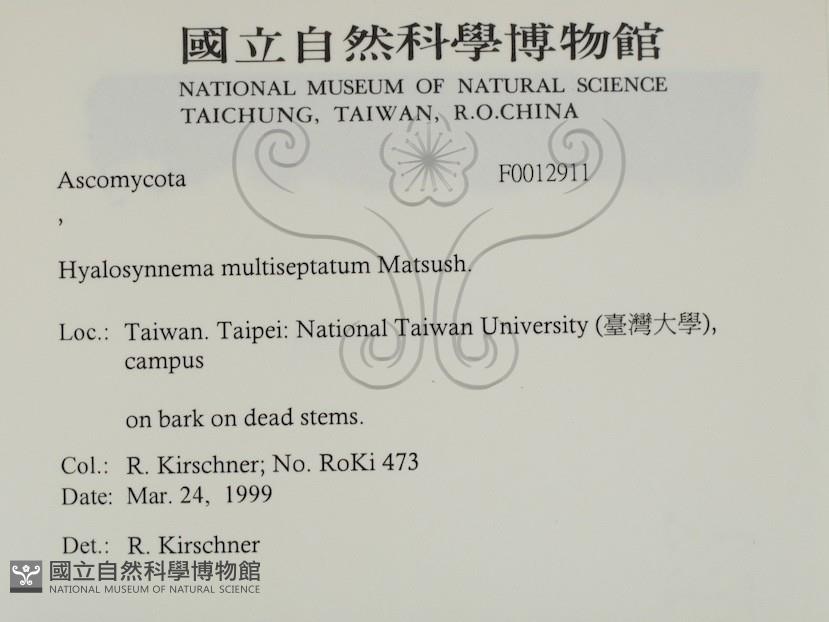 國立自然科學博物館
NATIONAL MUSEUM OF NATURAL SCIENCE
TAICHUNG, TAIWAN, R.O.CHINA
Ascomycota F0012911
,
Hyalosynnema multiseptatum Matsush.
Loc.: Taiwan. Taipei: National Taiwan University (臺灣大學),
campus
on bark on dead stems.
Col.: R. Kirschner; No. RoKi 473
Date: Mar. 24, 1999
Det.: R. Kirschner
國立自然科學博物館
NATIONAL MUSEUM OF NATURAL SCIENCE